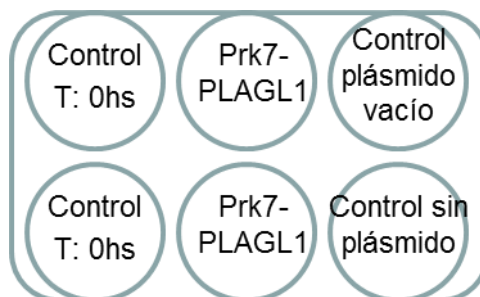 Control
T: 0hs
Prk7-
PLAGL1
Control
plásmido
vacío
Control
T: 0hs
Prk7-
PLAGL1
Control sin
plásmido